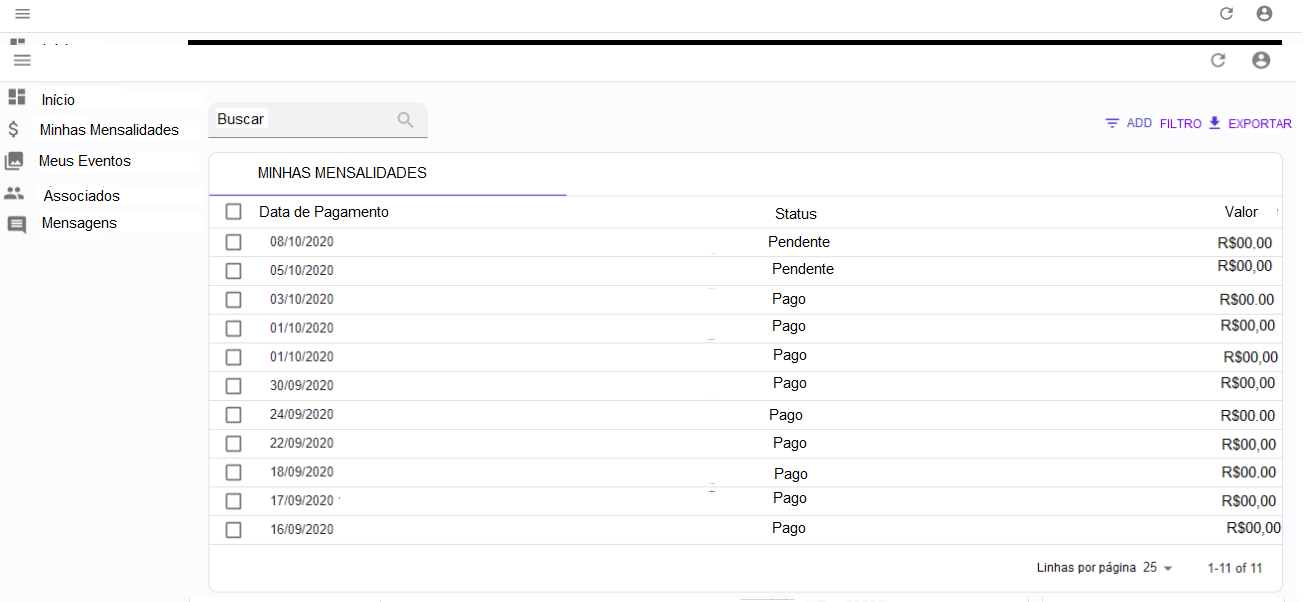 Início
Minhas Mensalidades
Meus Eventos
Associados
Mensagens
Buscar
ADD FILTRO EXPORTAR
MINHAS MENSALIDADES
Data de Pagamento Status Valor
08/10/2020 Pendente R$00.00
05/10/2020 Pendente R$00,00
03/10/2020 Pago R$00.00
01/10/2020 Pago R$00,00
01/10/2020 Pago R$00,00
30/09/2020 Pago R$00,00
24/09/2020 Pago R$00.00
22/09/2020 Pago R$00,00
18/09/2020 Pago R$00.00
17/09/2020 Pago R$00,00
16/09/2020 Pago R$00,00
Linhas por página 25 1-11 of 11